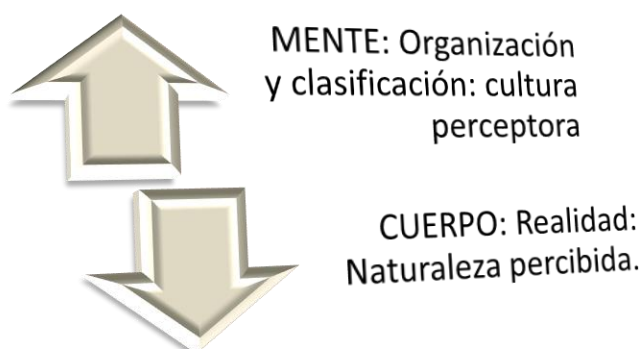 MENTE: Organización
y clasificación: cultura
perceptora
CUERPO: Realidad:
Naturaleza percibida.